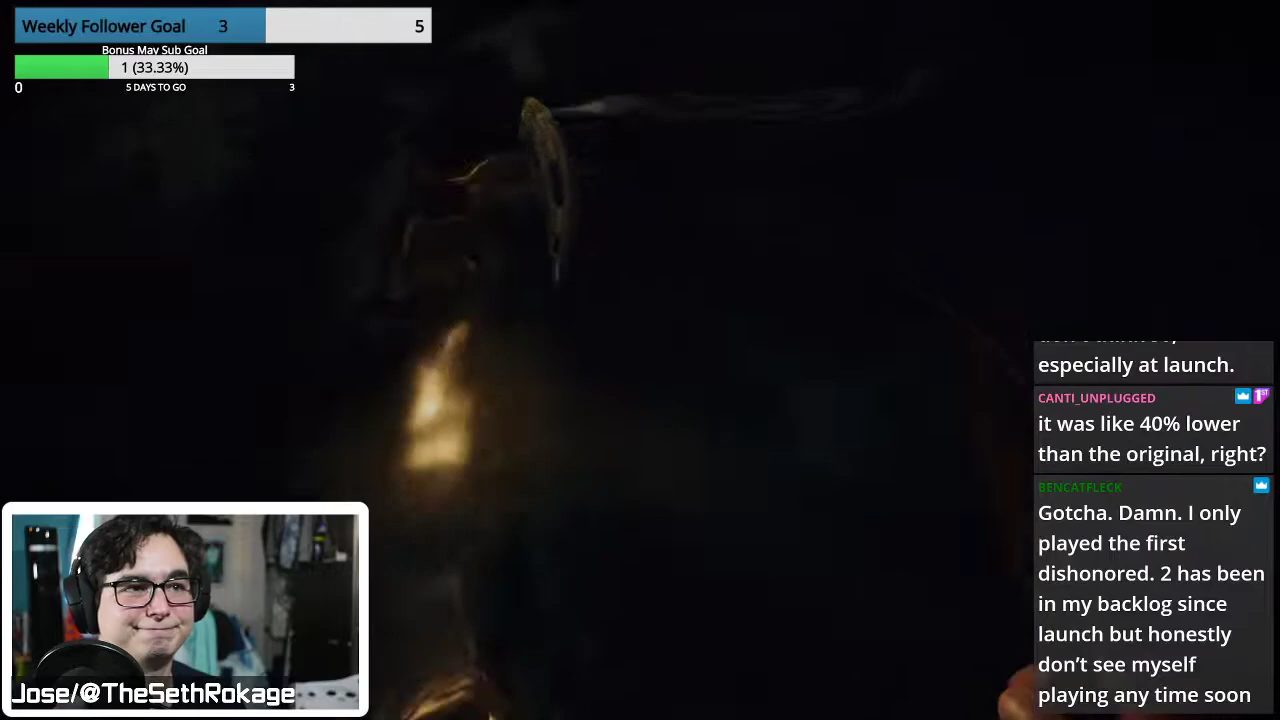 Weekly Follower Goal 3 5
Bonus May Sub Goal
1 (33.33%)
0 5 DAYS TO GO 3
especially at launch.
CANTI_UNPLUGGED
it was like 40% lower
than the original, right?
BENCATFLECK
Gotcha. Damn. I only
played the first
dishonored. 2 has been
in my backlog since
launch but honestly
don't see myself
playing any time soon
Jose/@TheSethRokage